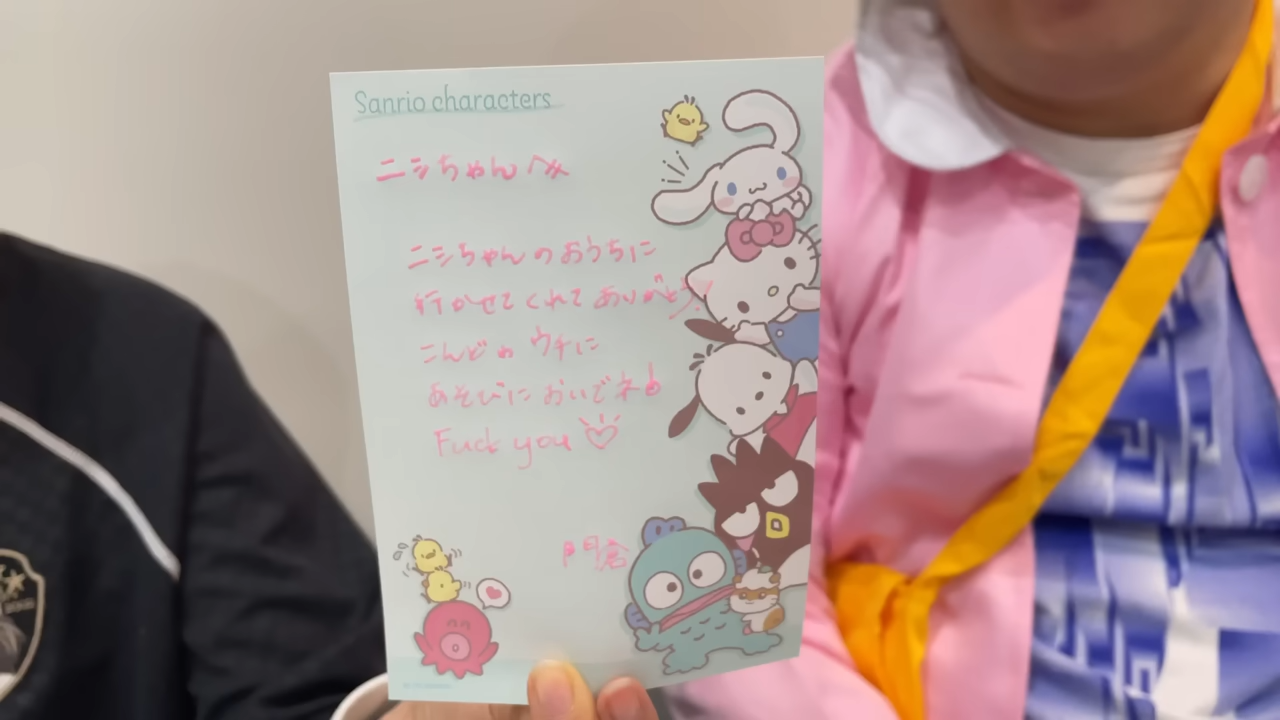 Sanrio characters
ニシちゃんへ
ニシちゃんのおうちに
行かせてくれてありがとう!
こんどゎ ウチに
あそびにおいでネ♪
Fuck you ♡
門倉